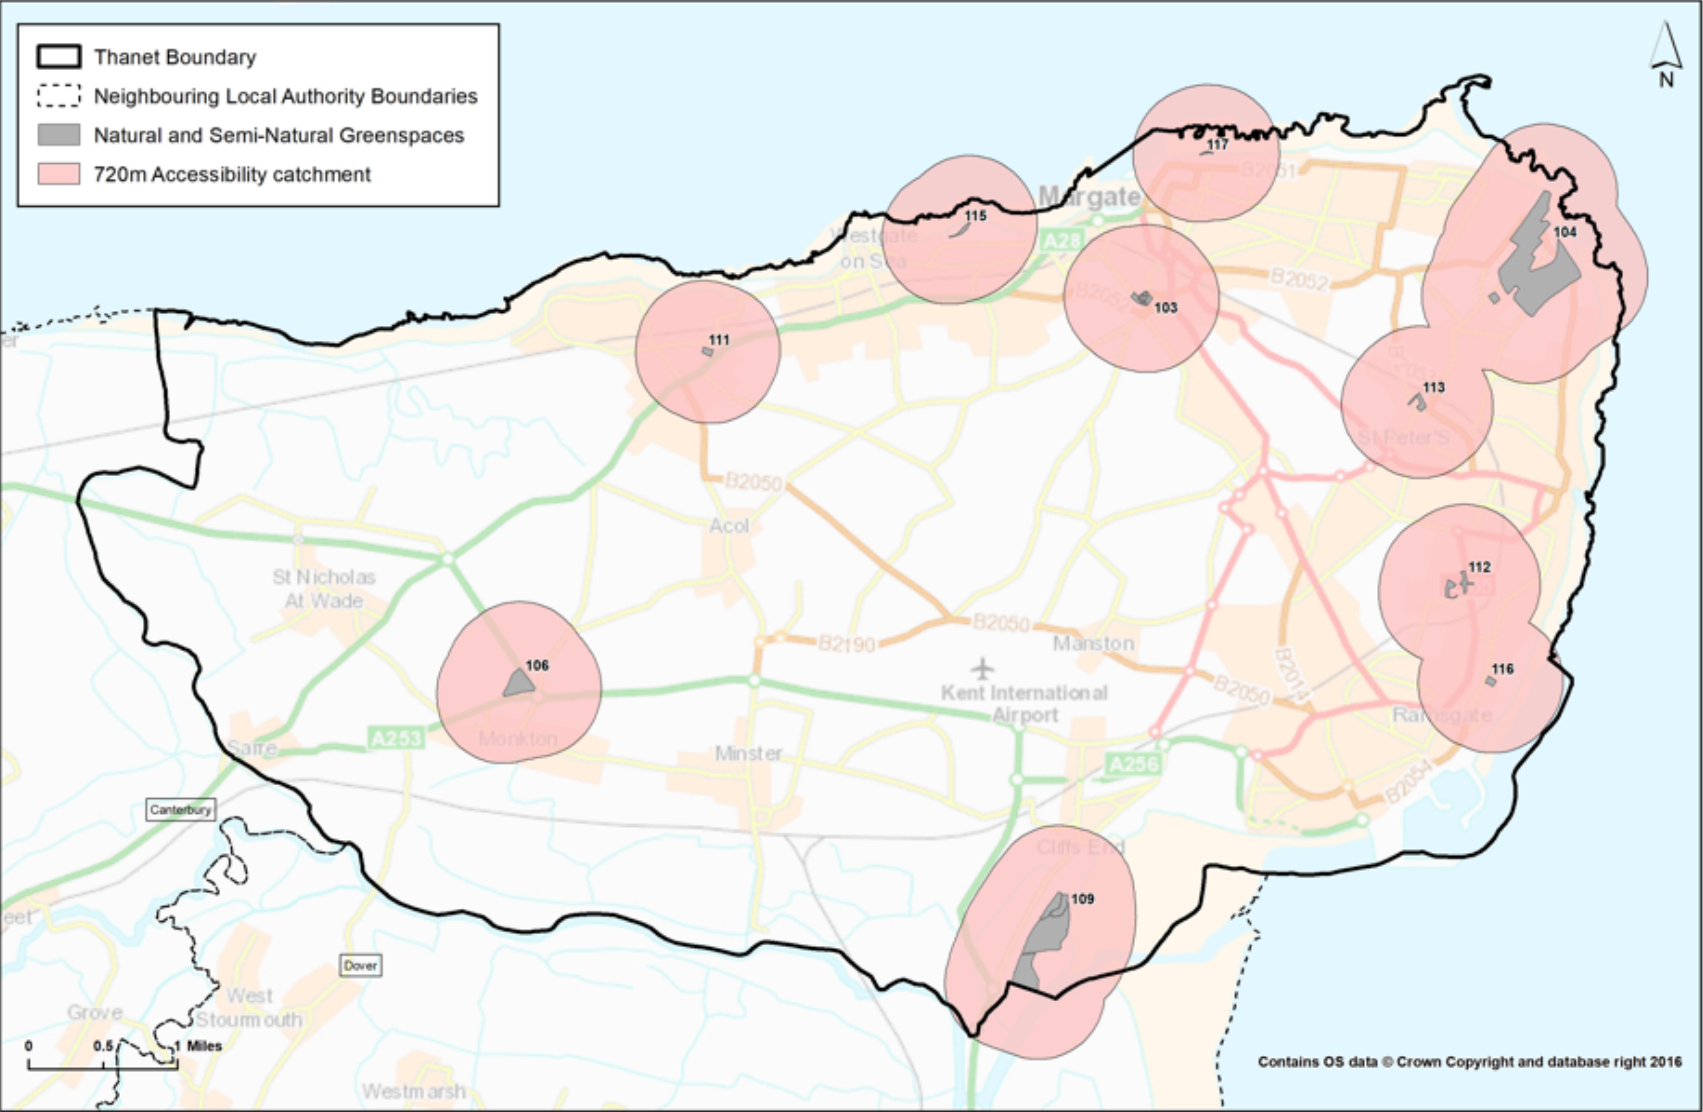 Thanet Boundary
Neighbouring Local Authority Boundaries
Natural and Semi-Natural Greenspaces
720m Accessibility catchment
N
117
B2051
Margate
115
Westgate
on Sea
A28
104
B2052
B2052
103
111
113
St Peter'S
B2050
Acol
St Nicholas
At Wade
112
B2050
B2190
Manston
106
116
Kent International
Airport
B2050
B2014
Ramsgate
A253
Monkton
Sarre
Minster
A256
B2054
Canterbury
Cliffs End
109
Dover
West
Stourmouth
Grove
0 0.5 1 Miles
Westmarsh
Contains OS data © Crown Copyright and database right 2016